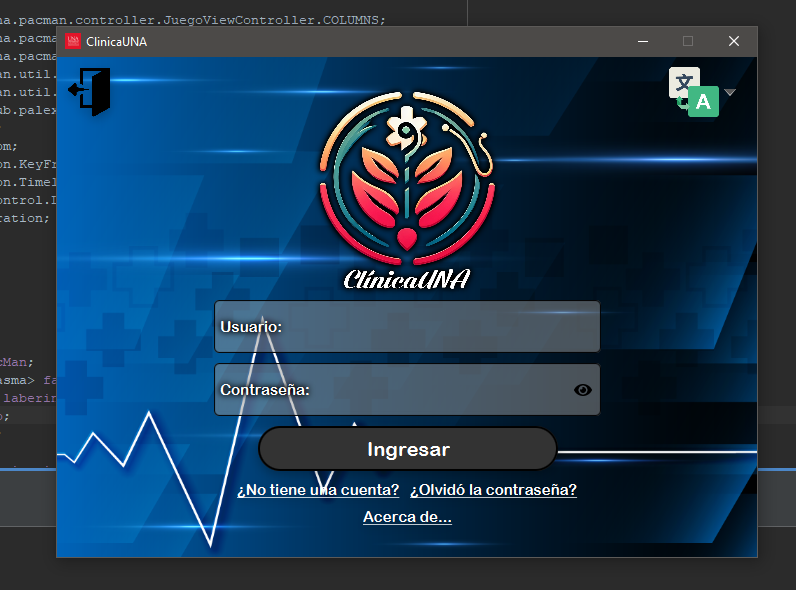 na.pacman.controller.JuegoViewController.COLUMNS;
ClinicaUNA
na.pacma
na.pacma
an.util.
an.util.
ub.palex
om;
on.KeyFr
on.Timel
ontrol.I
ration;
文
A
ClínicaUNA
Usuario:
Contraseña:
cMan;
asma> fa
laberin
o;
Ingresar
¿No tiene una cuenta? ¿Olvidó la contraseña?
Acerca de...